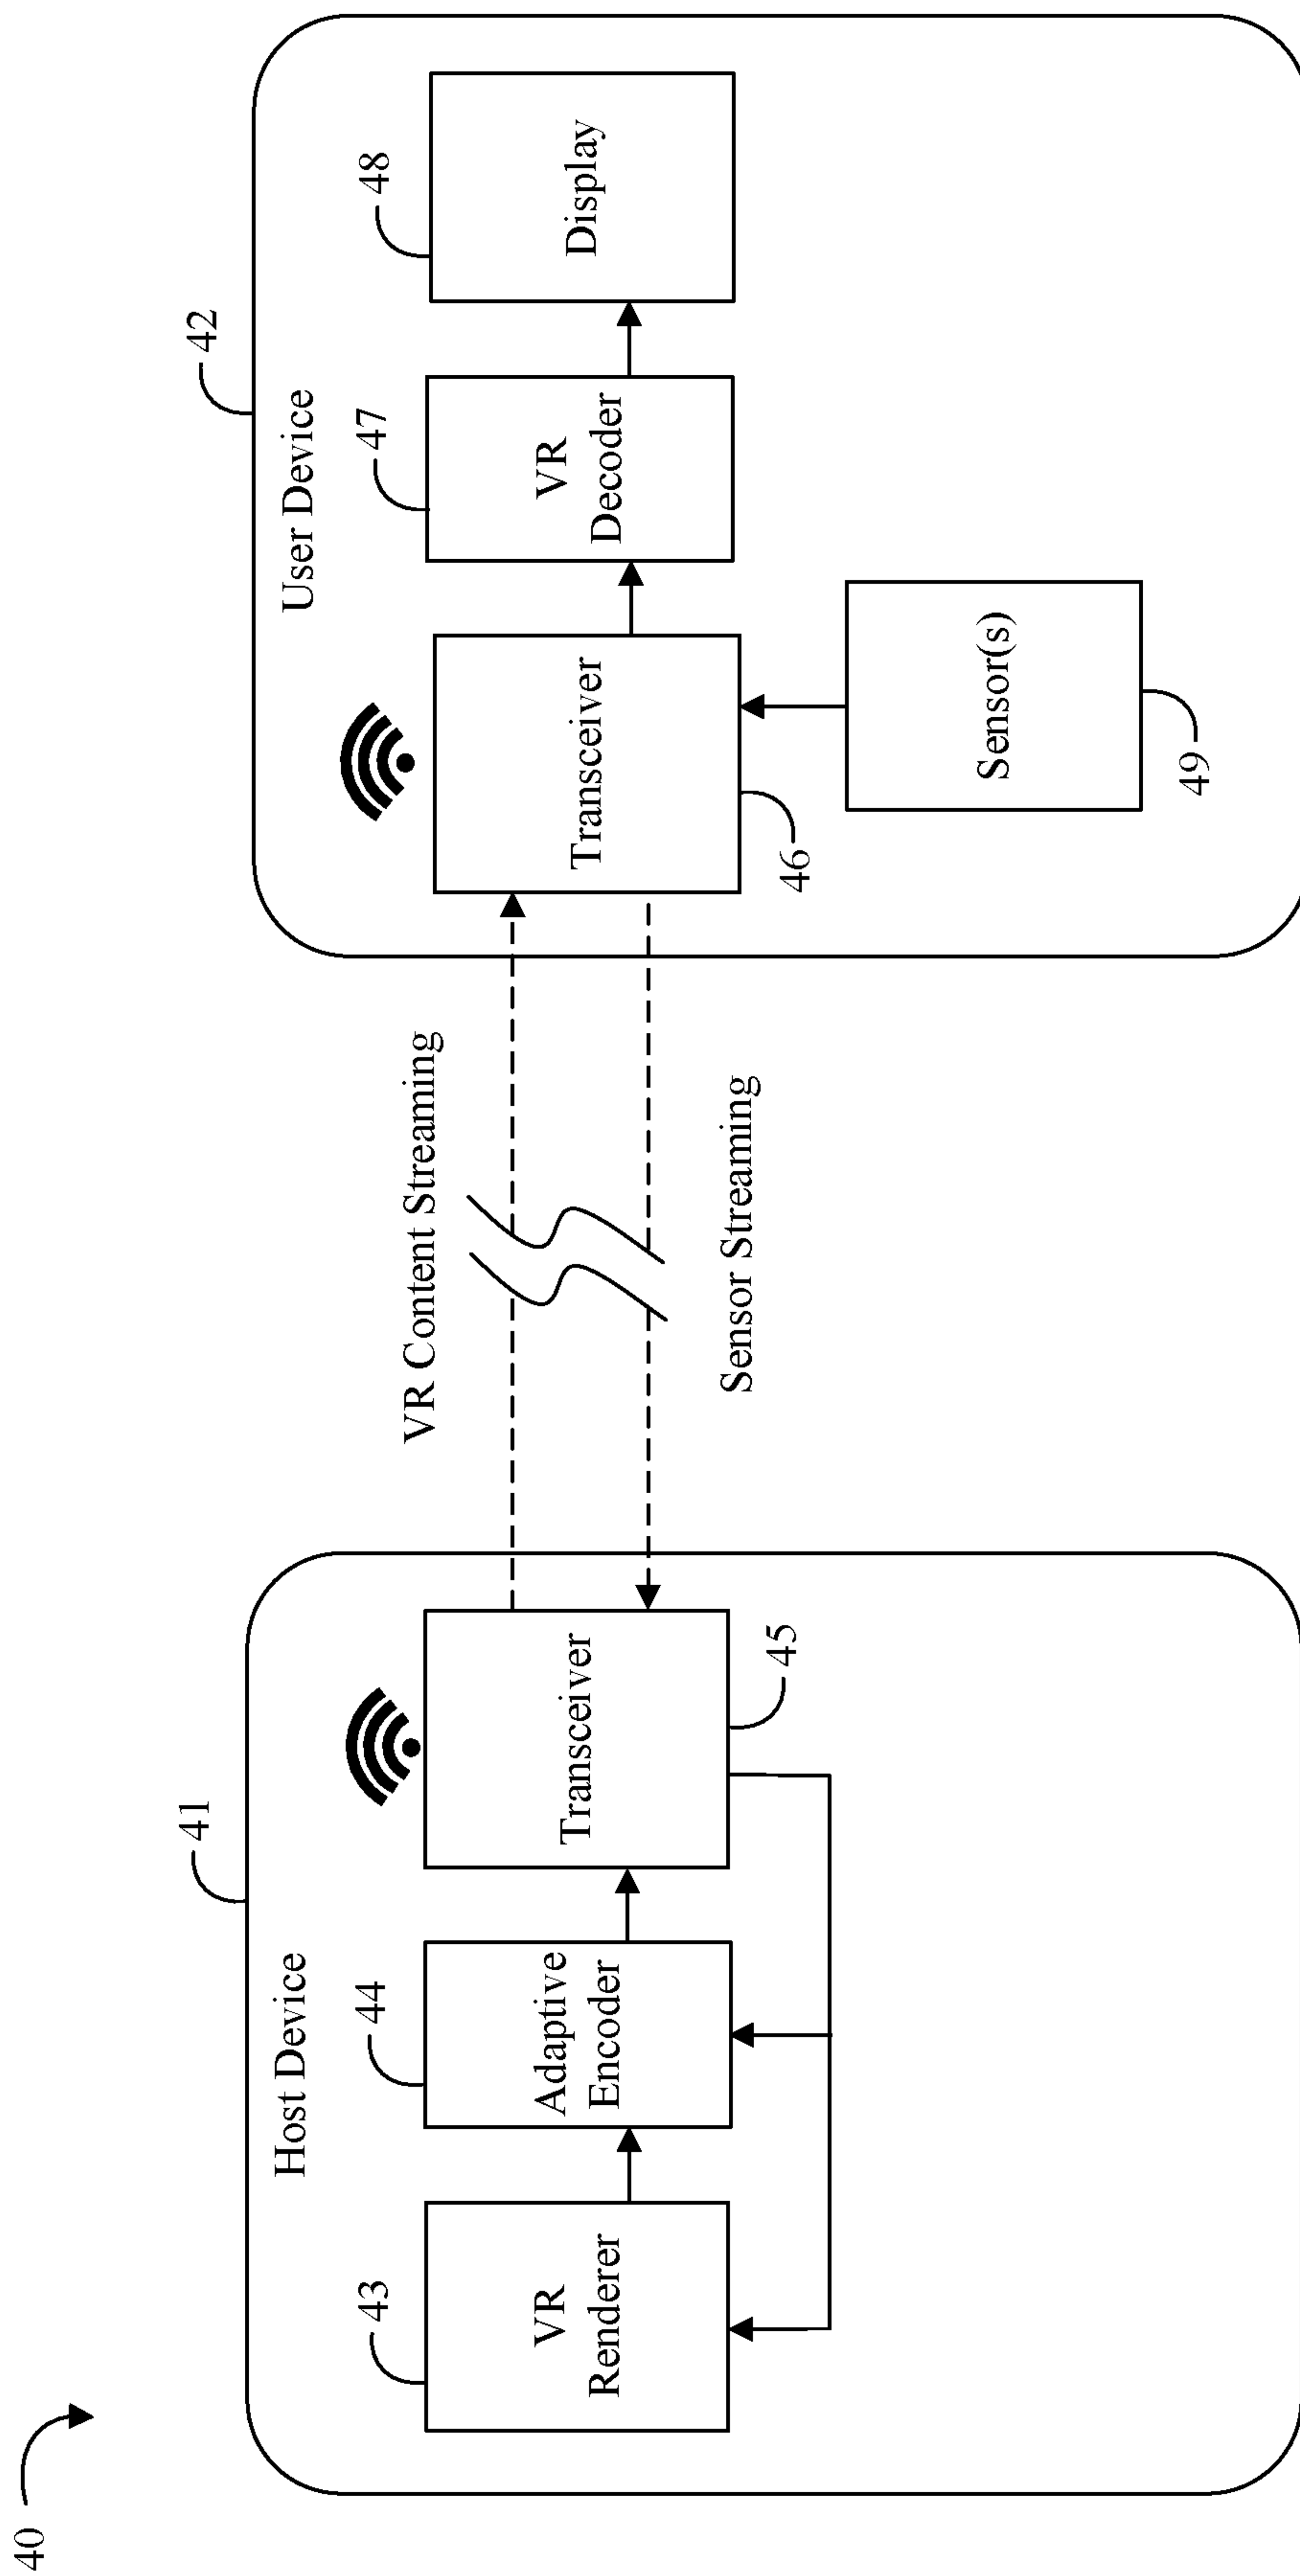 40
41
Host Device
43
VR
Renderer
44
Adaptive
Encoder
Transceiver
45
VR Content Streaming
Sensor Streaming
42
User Device
Transceiver
46
47
VR
Decoder
48
Display
Sensor(s)
49